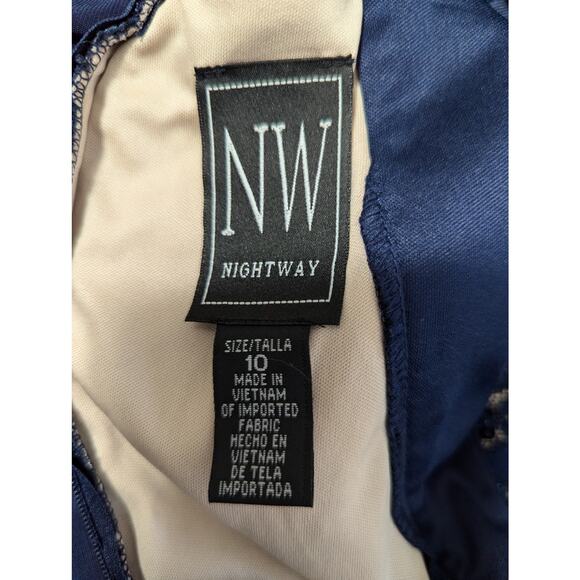 NW
NIGHTWAY
SIZE/TALLA
10
MADE IN
VIETNAM
OF IMPORTED
FABRIC
HECHO EN
VIETNAM
DE TELA
IMPORTADA